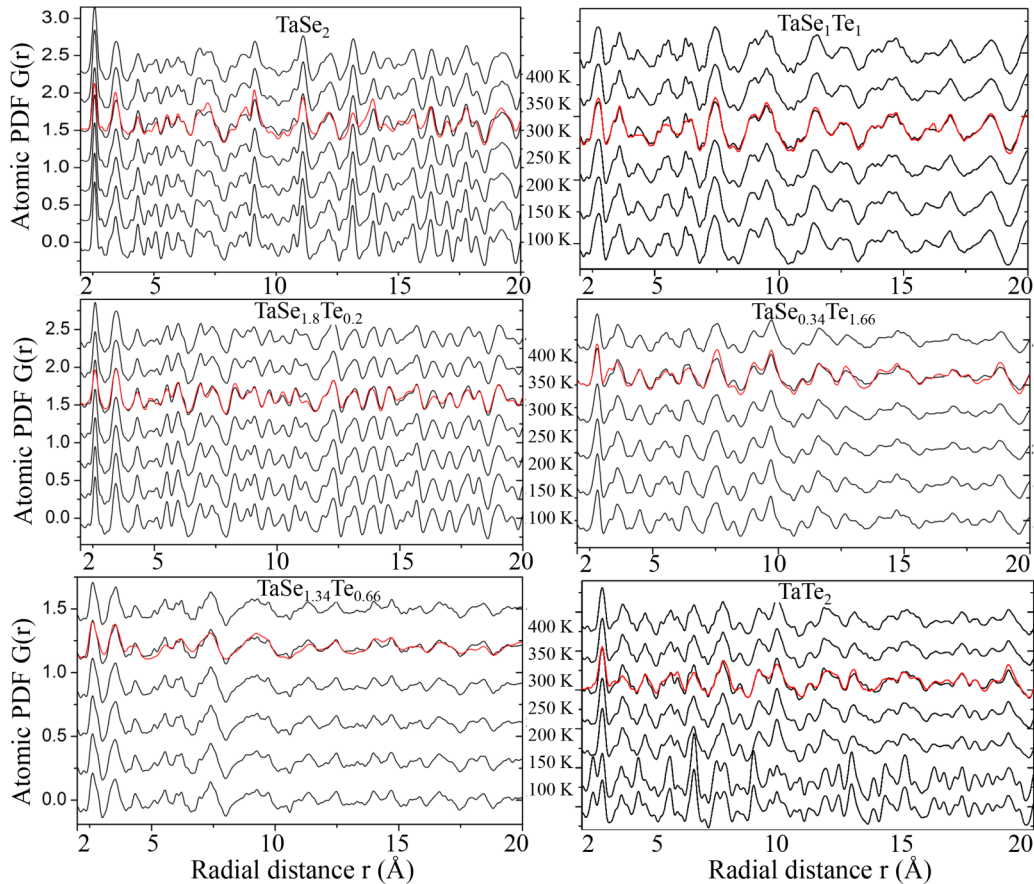 TaSe2
Atomic PDF G(r)
3.0
2.5
2.0
1.5
1.0
0.5
0.0
400 K
350 K
300 K
250 K
200 K
150 K
100 K
2 5 10 15 20
TaSe1Te1
2 5 10 15 20
TaSe1.8Te0.2
Atomic PDF G(r)
2.5
2.0
1.5
1.0
0.5
0.0
400 K
350 K
300 K
250 K
200 K
150 K
100 K
2 5 10 15 20
TaSe0.34Te1.66
2 5 10 15 20
TaSe1.34Te0.66
Atomic PDF G(r)
1.5
1.0
0.5
0.0
400 K
350 K
300 K
250 K
200 K
150 K
100 K
2 5 10 15 20
Radial distance r (Å)
TaTe2
2 5 10 15 20
Radial distance r (Å)